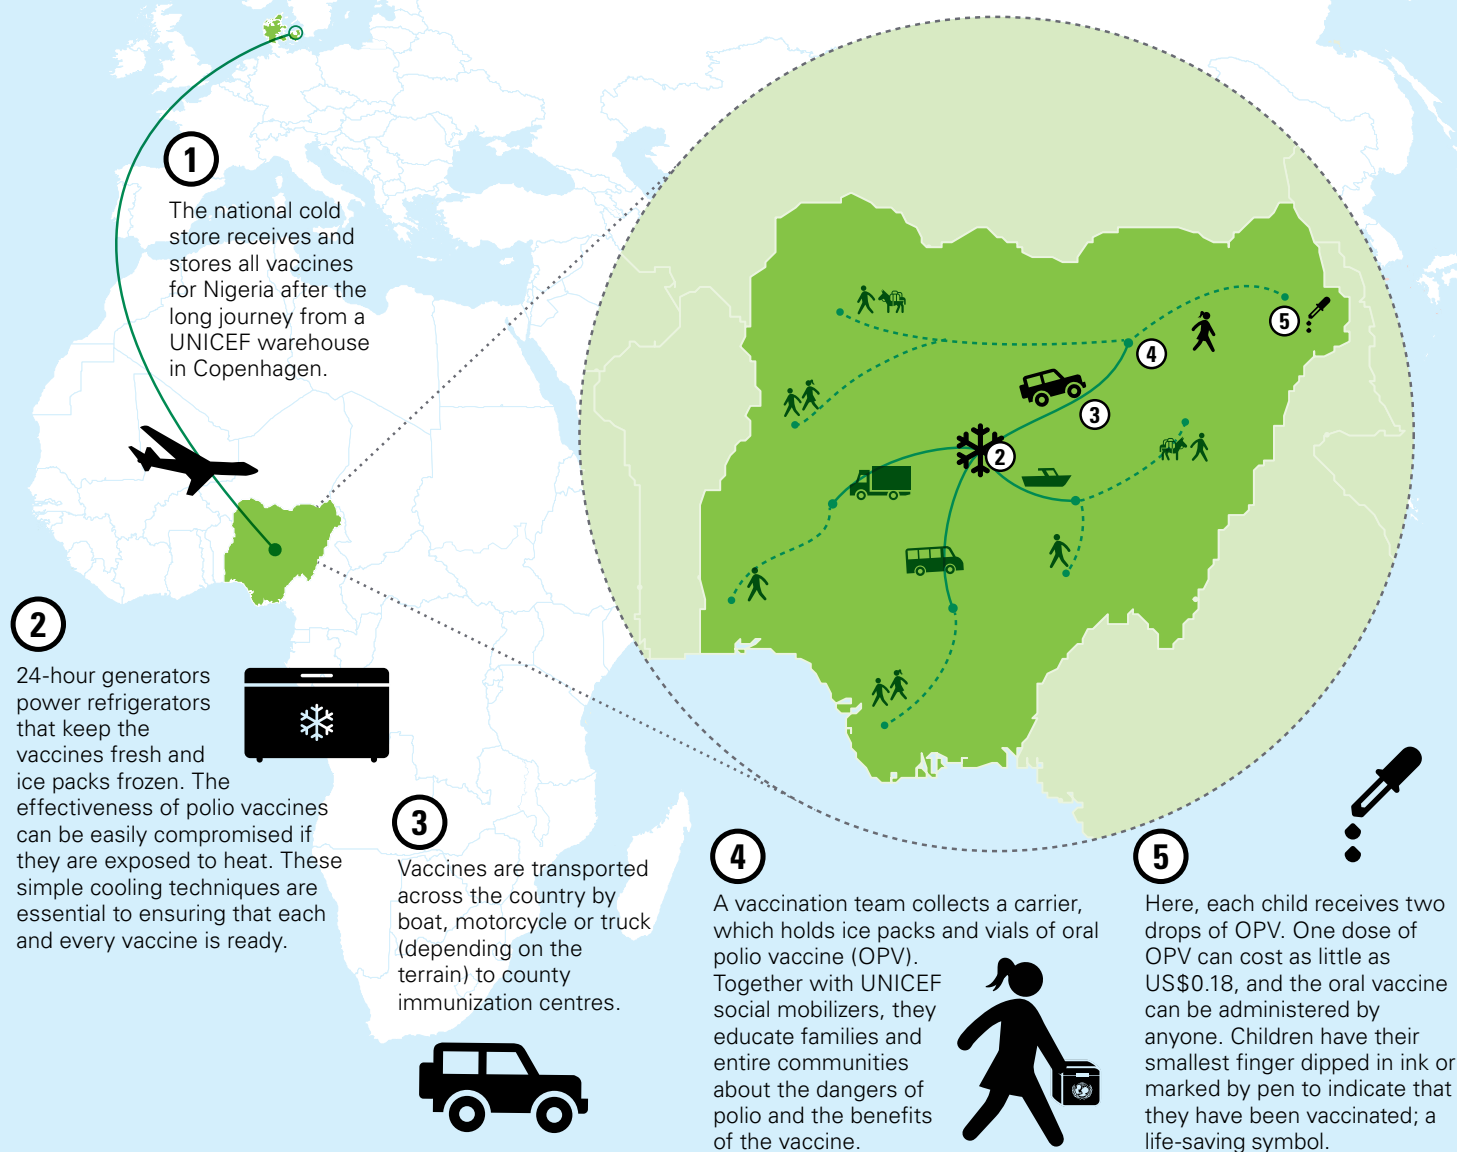 1
The national cold
store receives and
stores all vaccines
for Nigeria after the
long journey from a
UNICEF warehouse
in Copenhagen.
5
4
3
2
2
24-hour generators
power refrigerators
that keep the
vaccines fresh and
ice packs frozen. The
effectiveness of polio vaccines
can be easily compromised if
they are exposed to heat. These
simple cooling techniques are
essential to ensuring that each
and every vaccine is ready.
3
Vaccines are transported
across the country by
boat, motorcycle or truck
(depending on the
terrain) to county
immunization centres.
4
A vaccination team collects a carrier,
which holds ice packs and vials of oral
polio vaccine (OPV).
Together with UNICEF
social mobilizers, they
educate families and
entire communities
about the dangers of
polio and the benefits
of the vaccine.
5
Here, each child receives two
drops of OPV. One dose of
OPV can cost as little as
US$0.18, and the oral vaccine
can be administered by
anyone. Children have their
smallest finger dipped in ink or
marked by pen to indicate that
they have been vaccinated; a
life-saving symbol.